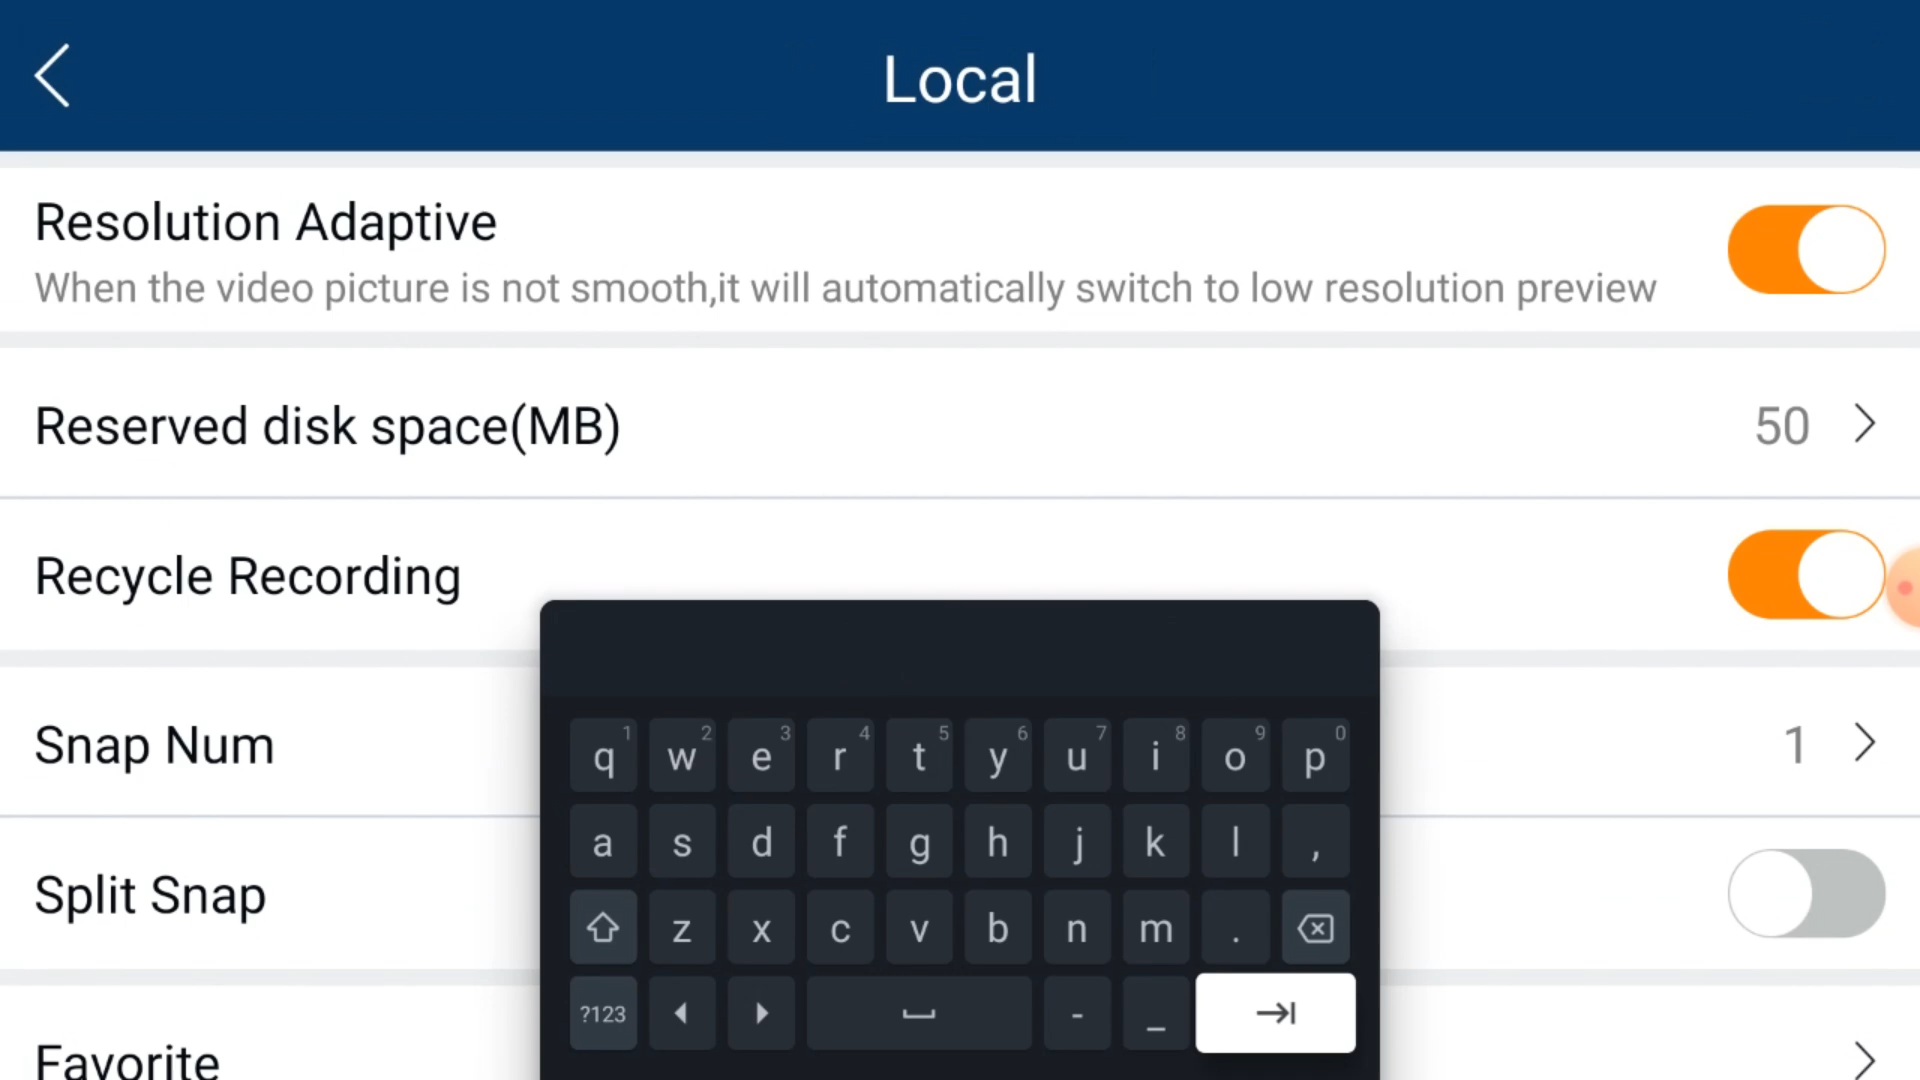 Local
Resolution Adaptive
When the video picture is not smooth,it will automatically switch to low resolution preview
Reserved disk space(MB) 50
Recycle Recording
Snap Num 1
Split Snap
Favorite
q 1 w 2 e 3 r 4 t 5 y 6 u 7 i 8 o 9 p 0
a s d f g h j k l ,
z x c v b n m .
?123 - _